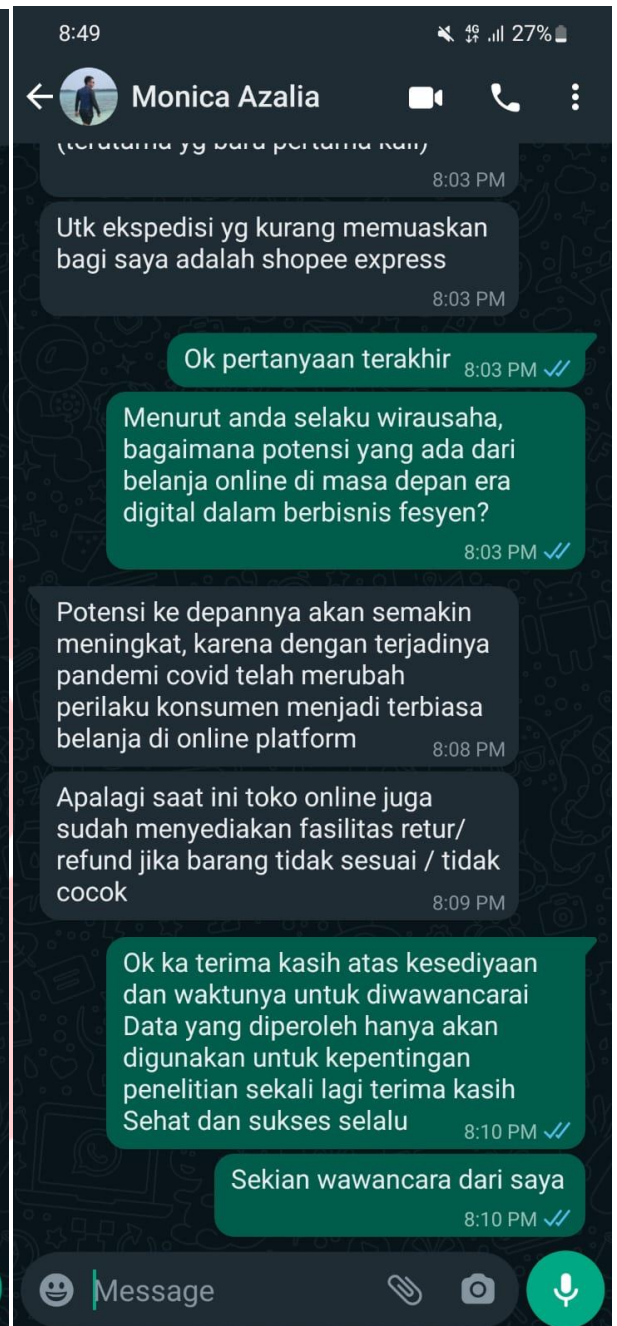 8:49
4G 27%
Monica Azalia
(terutama yg baru pertama kali)
8:03 PM
Utk ekspedisi yg kurang memuaskan
bagi saya adalah shopee express
8:03 PM
Ok pertanyaan terakhir 8:03 PM
Menurut anda selaku wirausaha,
bagaimana potensi yang ada dari
belanja online di masa depan era
digital dalam berbisnis fesyen?
8:03 PM
Potensi ke depannya akan semakin
meningkat, karena dengan terjadinya
pandemi covid telah merubah
perilaku konsumen menjadi terbiasa
belanja di online platform 8:08 PM
Apalagi saat ini toko online juga
sudah menyediakan fasilitas retur/
refund jika barang tidak sesuai / tidak
cocok 8:09 PM
Ok ka terima kasih atas kesediyaan
dan waktunya untuk diwawancarai
Data yang diperoleh hanya akan
digunakan untuk kepentingan
penelitian sekali lagi terima kasih
Sehat dan sukses selalu 8:10 PM
Sekian wawancara dari saya
8:10 PM
Message